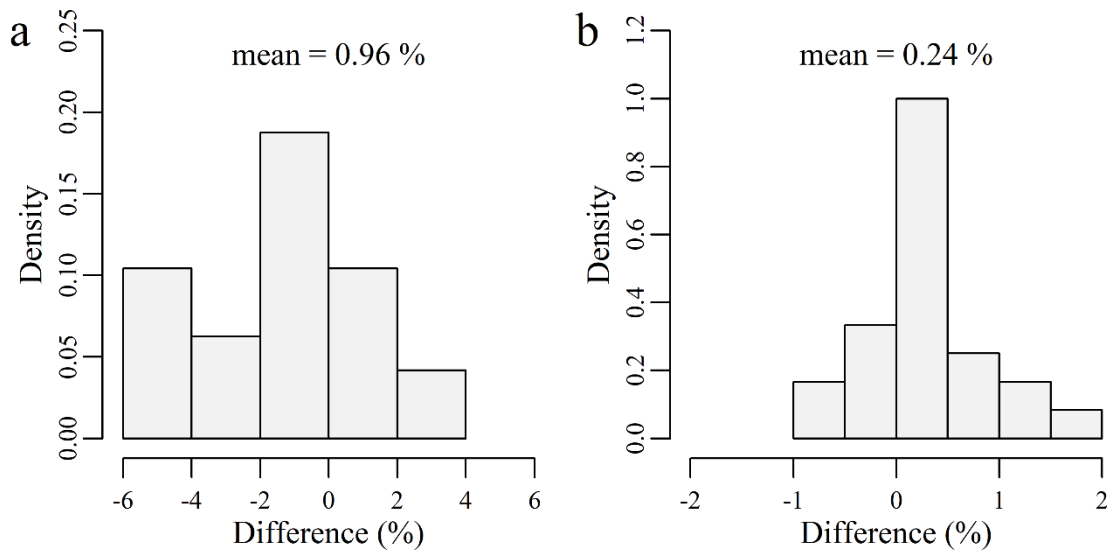 a
mean = 0.96 %
Density
0.00 0.05 0.10 0.15 0.20 0.25
-6 -4 -2 0 2 4 6
Difference (%)
b
mean = 0.24 %
Density
0.0 0.2 0.4 0.6 0.8 1.0 1.2
-2 -1 0 1 2
Difference (%)